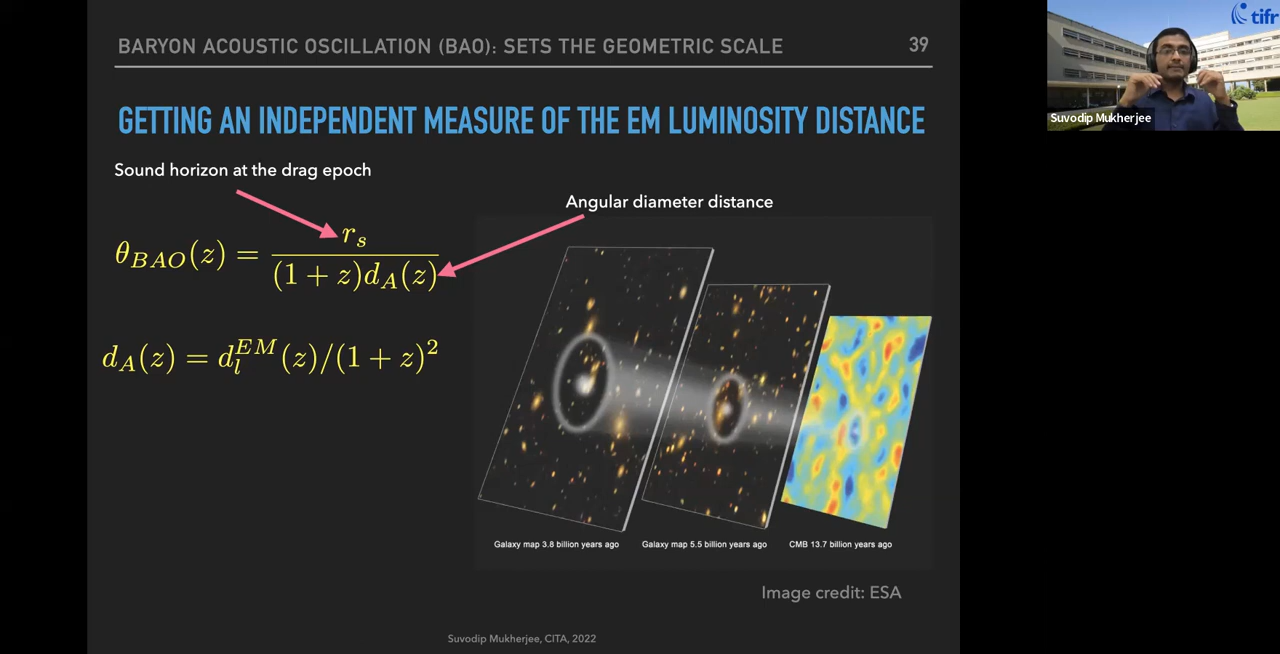 BARYON ACOUSTIC OSCILLATION (BAO): SETS THE GEOMETRIC SCALE
39
GETTING AN INDEPENDENT MEASURE OF THE EM LUMINOSITY DISTANCE
Sound horizon at the drag epoch
Angular diameter distance
θ_{BAO}(z) = \frac{r_s}{(1 + z)d_A(z)}
d_A(z) = d_l^{EM}(z)/(1 + z)^2
Galaxy map 3.8 billion years ago
Galaxy map 5.5 billion years ago
CMB 13.7 billion years ago
Image credit: ESA
Suvodip Mukherjee, CITA, 2022
tifr
Suvodip Mukherjee